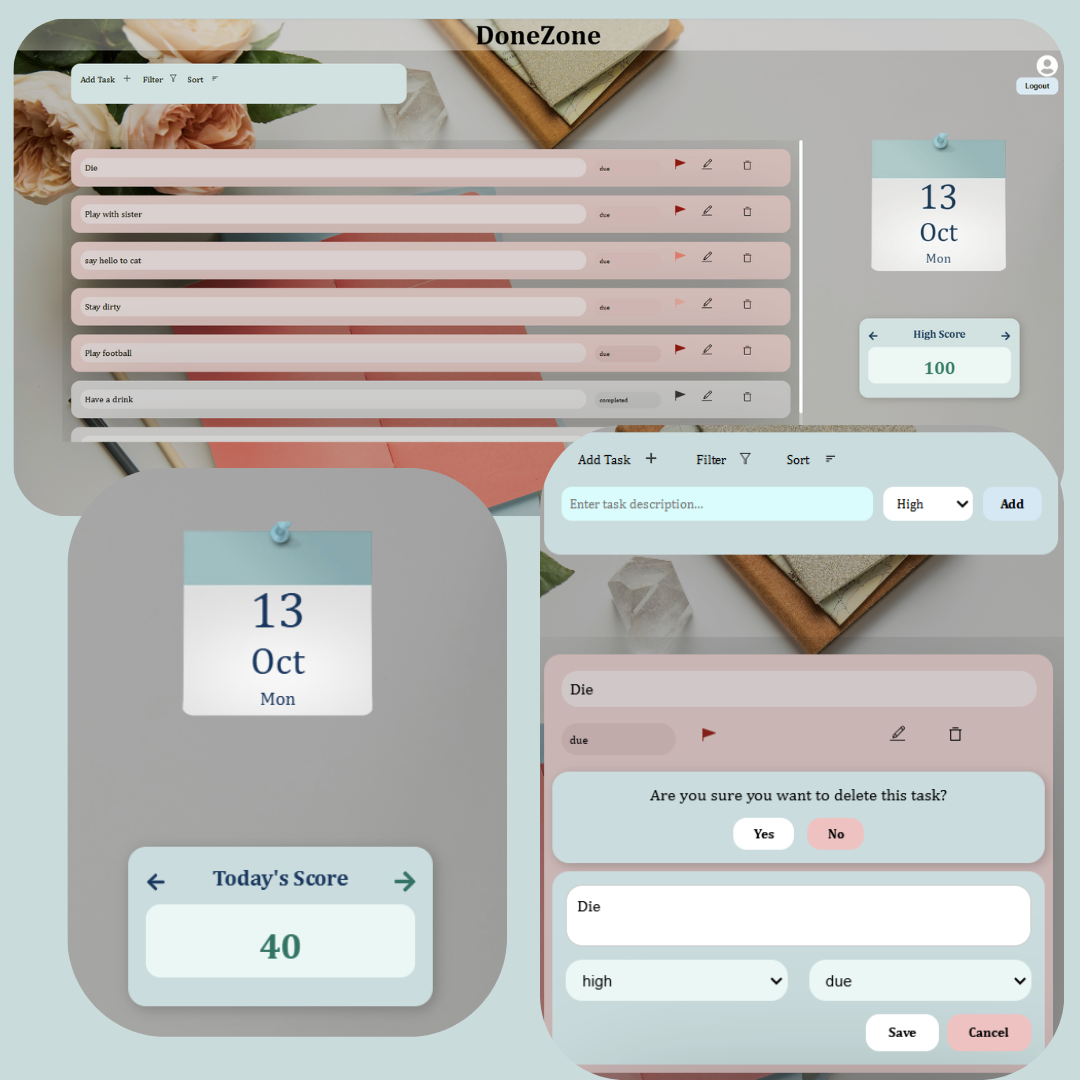 DoneZone
Add Task + Filter Sort
Logout
Die due
Play with sister due
say hello to cat due
Stay dirty due
Play football due
Have a drink completed
13
Oct
Mon
High Score
100
13
Oct
Mon
Today's Score
40
Add Task + Filter Sort
Enter task description... High Add
Die
due
Are you sure you want to delete this task?
Yes No
Die
high due
Save Cancel